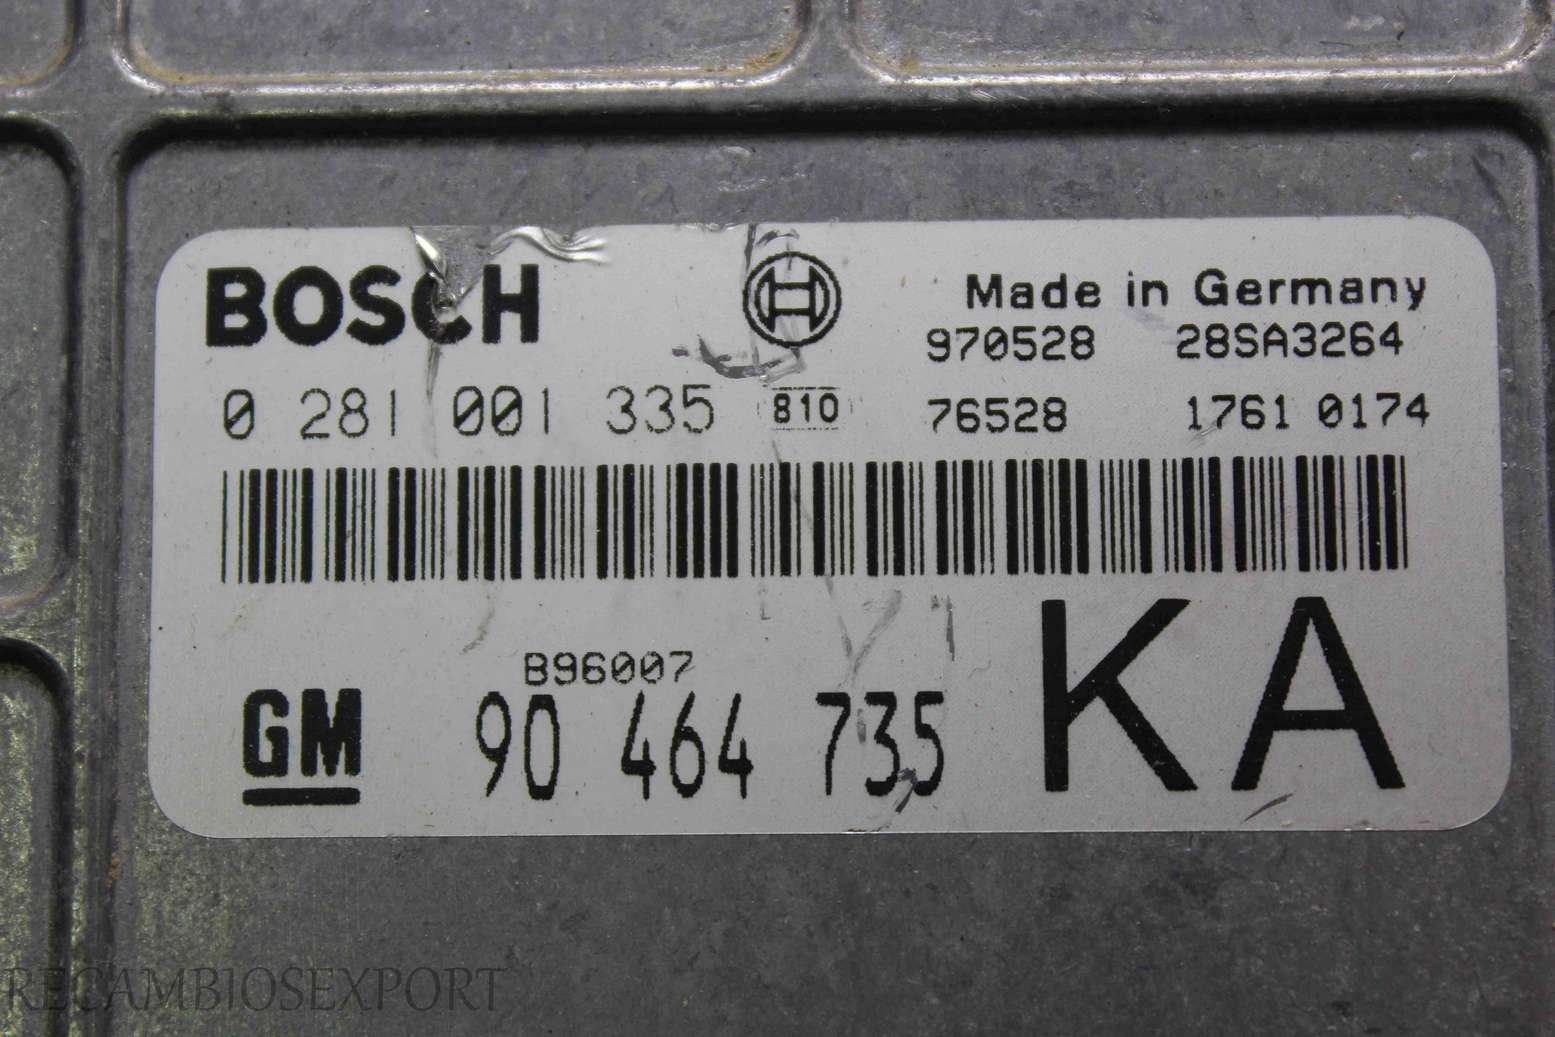 BOSCH
Made in Germany
970528 28SA3264
0 281 001 335 810 76528 1761 0174
B96007
GM 90 464 735 KA
RECAMBIOSEXPORT